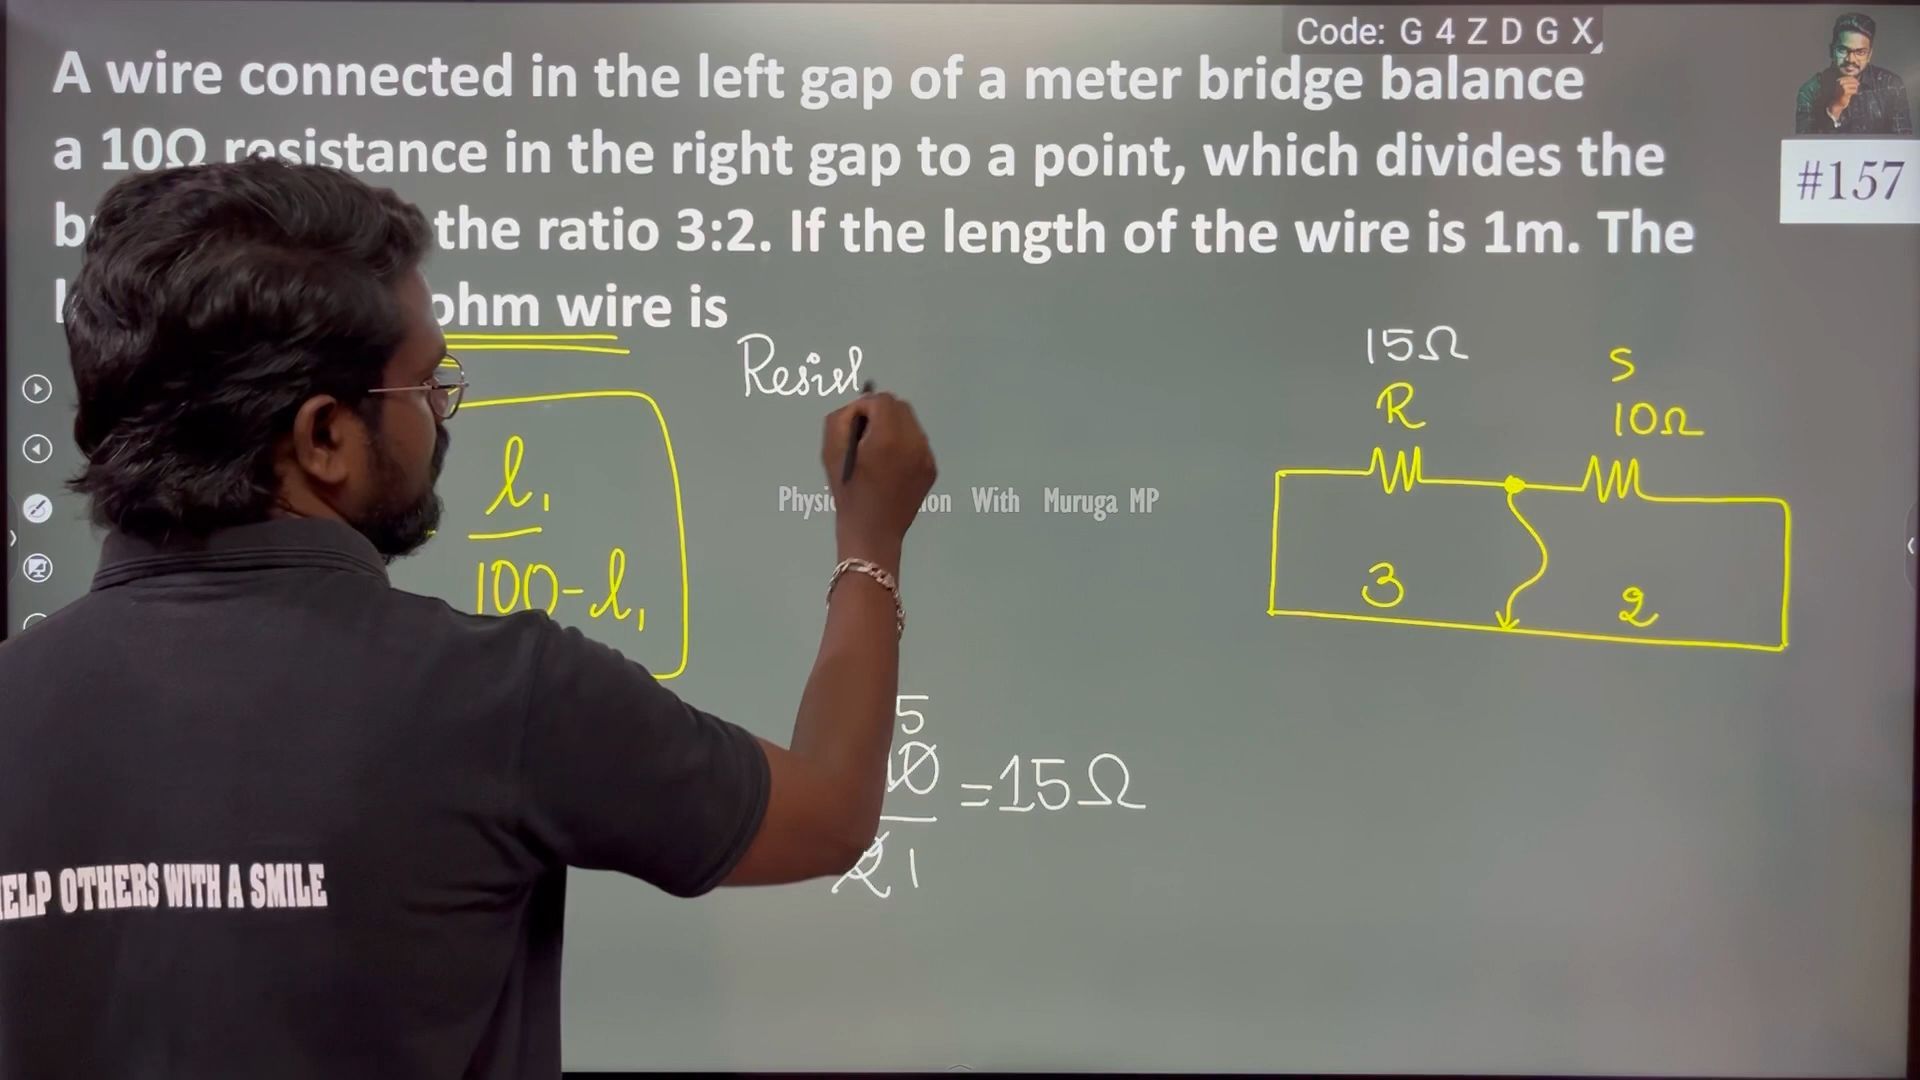 Code: G 4 Z D G X
A wire connected in the left gap of a meter bridge balance
a 10Ω resistance in the right gap to a point, which divides the
the ratio 3:2. If the length of the wire is 1m. The
ohm wire is
#157
Resist
15Ω
R
S
10Ω
l₁
100-l₁
With Muruga MP
3
2
5
10
=15Ω
2 1
HELP OTHERS WITH A SMILE